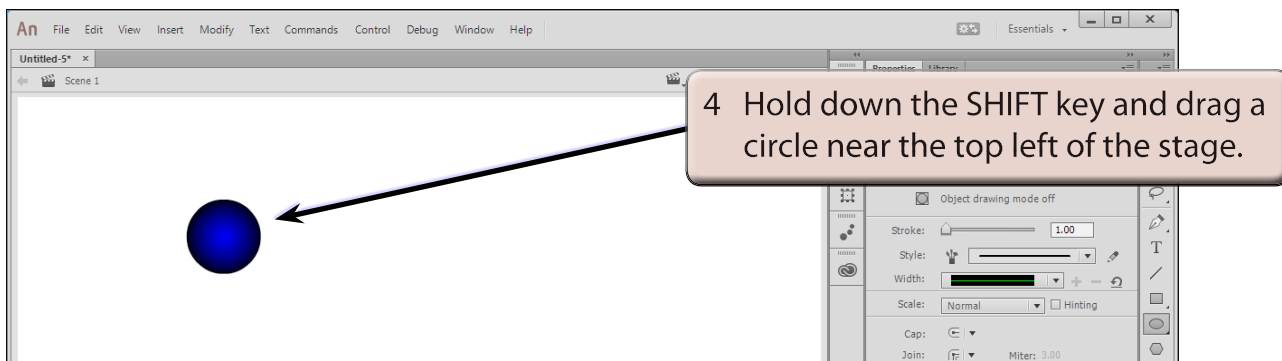 An File Edit View Insert Modify Text Commands Control Debug Window Help Essentials
Untitled-5* ×
Scene 1
Properties Library
4 Hold down the SHIFT key and drag a
circle near the top left of the stage.
Object drawing mode off
Stroke: 1.00
Style:
Width:
Scale: Normal Hinting
Cap:
Join: Miter: 3.00